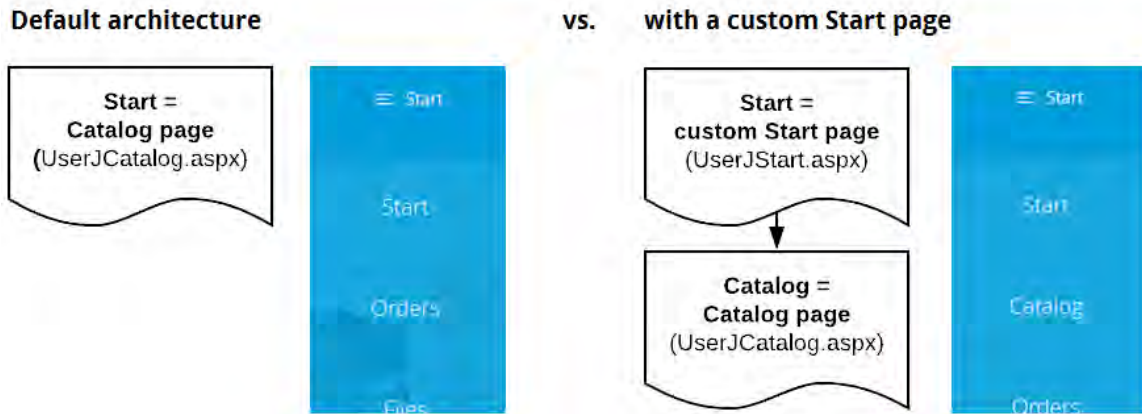 Default architecture
vs.
with a custom Start page
Start =
Catalog page
(UserJCatalog.aspx)
☰ Start
Start
Orders
Files
Start =
custom Start page
(UserJStart.aspx)
Catalog =
Catalog page
(UserJCatalog.aspx)
☰ Start
Start
Catalog
Orders